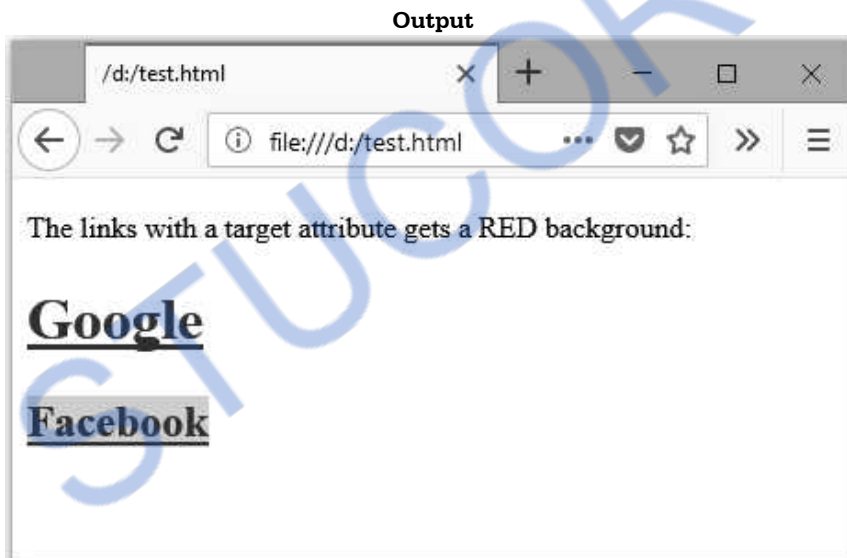 Output
/d:/test.html
file:///d:/test.html
The links with a target attribute gets a RED background:
Google
Facebook
STUCOR